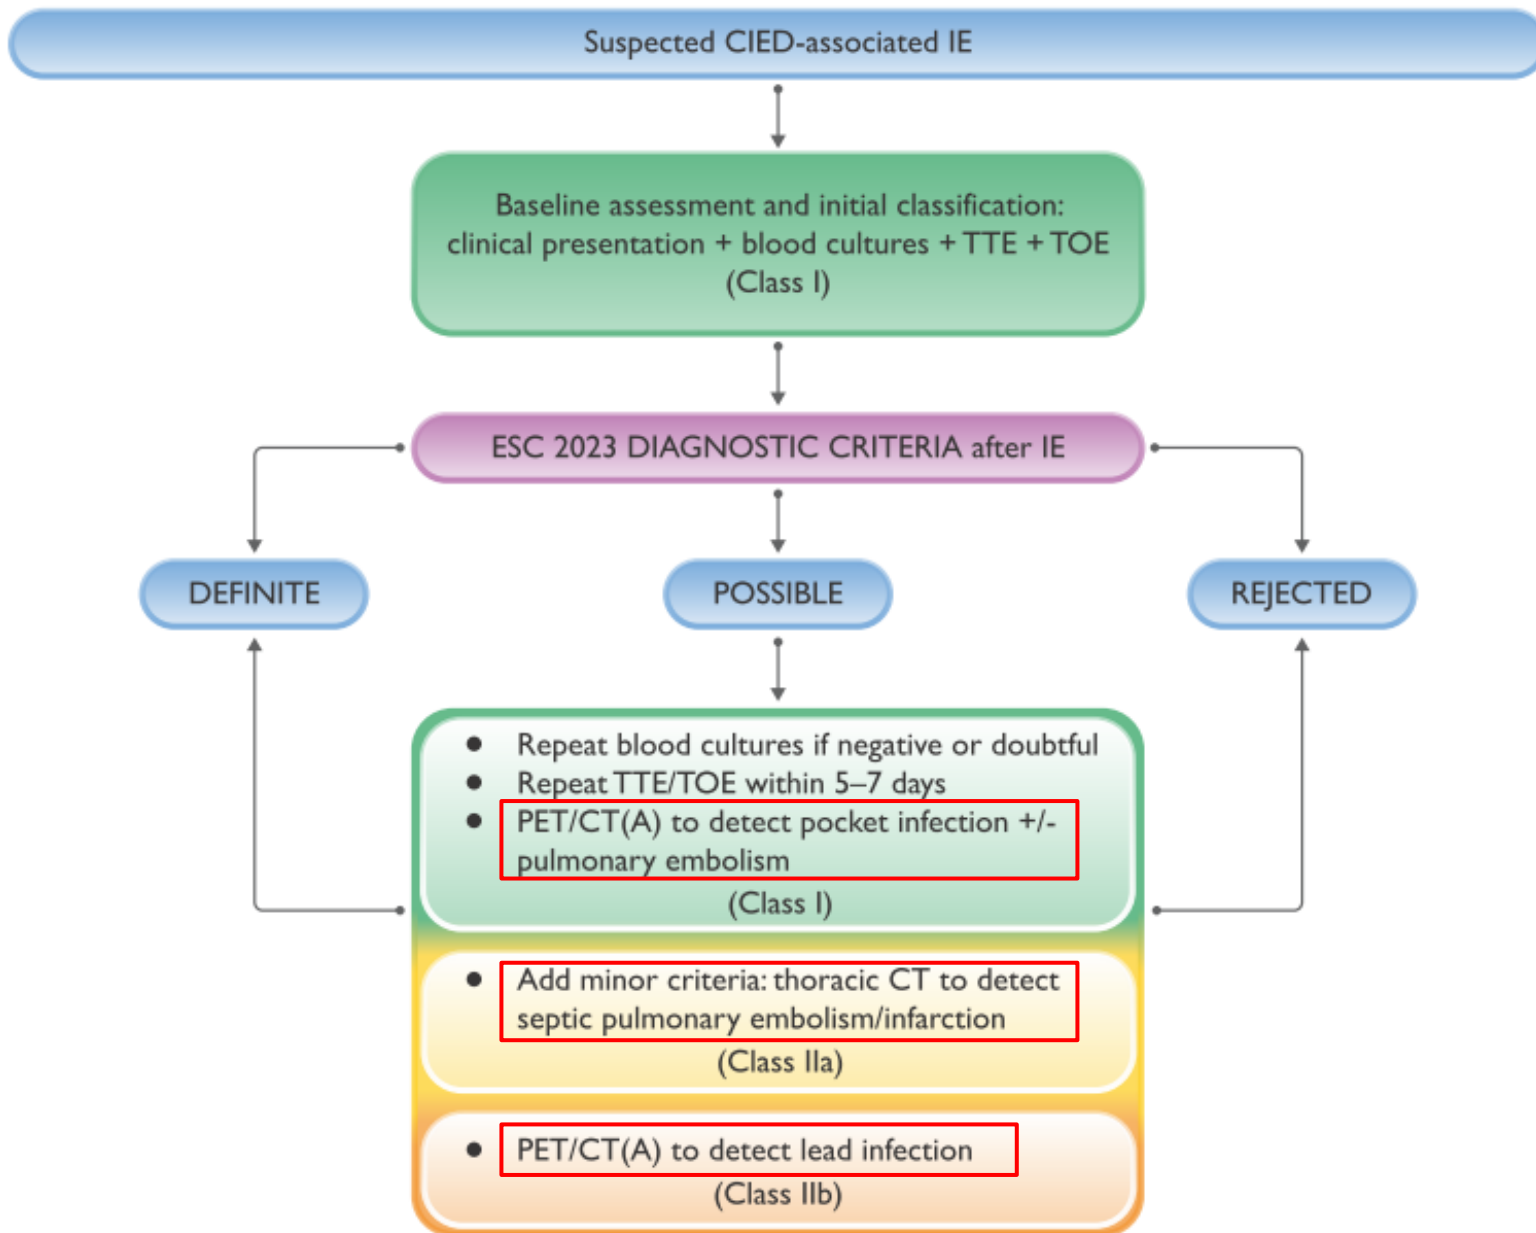 Suspected CIED-associated IE
Baseline assessment and initial classification:
clinical presentation + blood cultures + TTE + TOE
(Class I)
ESC 2023 DIAGNOSTIC CRITERIA after IE
DEFINITE
POSSIBLE
REJECTED
● Repeat blood cultures if negative or doubtful
● Repeat TTE/TOE within 5–7 days
● PET/CT(A) to detect pocket infection +/-
pulmonary embolism
(Class I)
● Add minor criteria: thoracic CT to detect
septic pulmonary embolism/infarction
(Class IIa)
● PET/CT(A) to detect lead infection
(Class IIb)